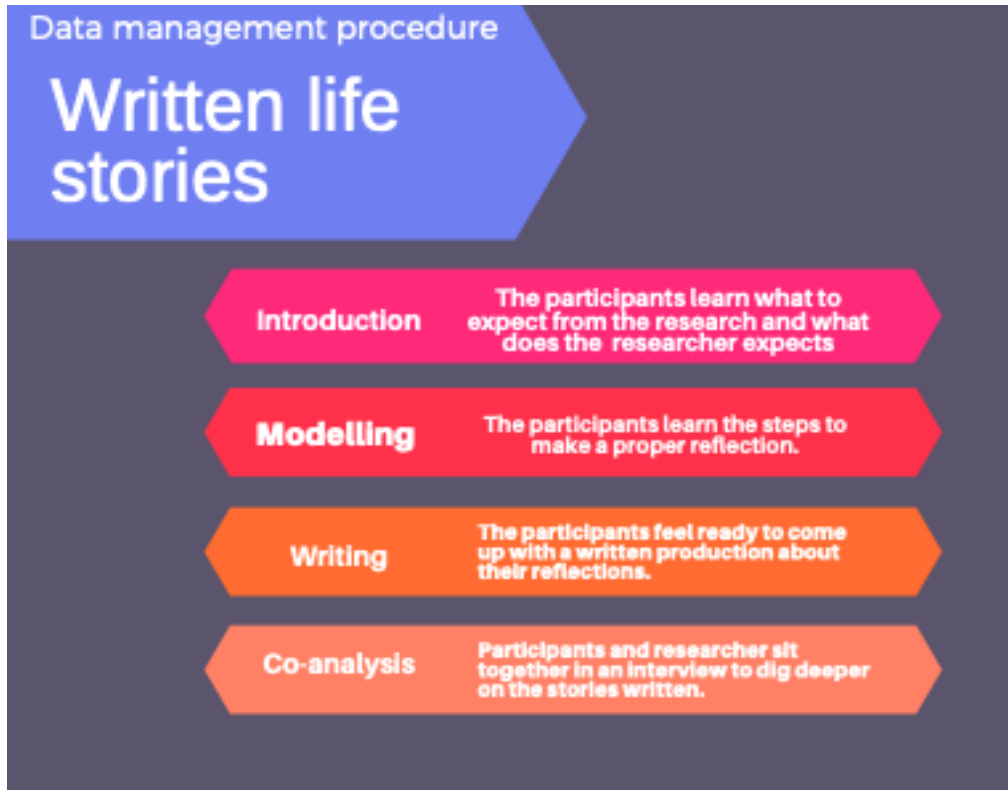 Data management procedure
Written life
stories
Introduction
The participants learn what to
expect from the research and what
does the researcher expects
Modelling
The participants learn the steps to
make a proper reflection.
Writing
The participants feel ready to come
up with a written production about
their reflections.
Co-analysis
Participants and researcher sit
together in an interview to dig deeper
on the stories written.